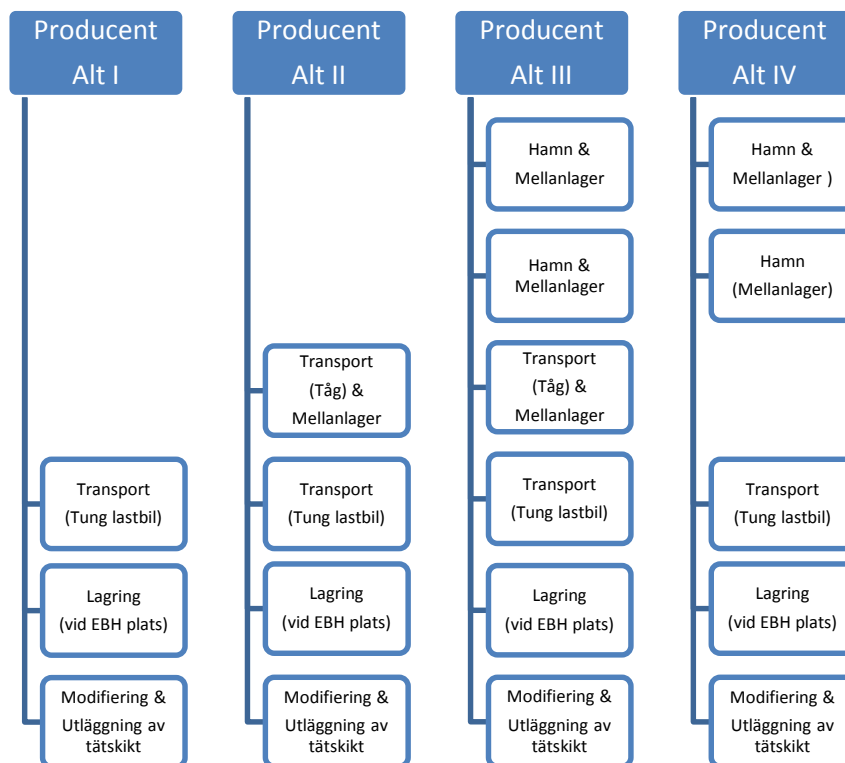 Producent
Alt I
Transport
(Tung lastbil)
Lagring
(vid EBH plats)
Modifiering &
Utläggning av
tätskikt
Producent
Alt II
Transport
(Tåg) &
Mellanlager
Transport
(Tung lastbil)
Lagring
(vid EBH plats)
Modifiering &
Utläggning av
tätskikt
Producent
Alt III
Hamn &
Mellanlager
Hamn &
Mellanlager
Transport
(Tåg) &
Mellanlager
Transport
(Tung lastbil)
Lagring
(vid EBH plats)
Modifiering &
Utläggning av
tätskikt
Producent
Alt IV
Hamn &
Mellanlager )
Hamn
(Mellanlager)
Transport
(Tung lastbil)
Lagring
(vid EBH plats)
Modifiering &
Utläggning av
tätskikt